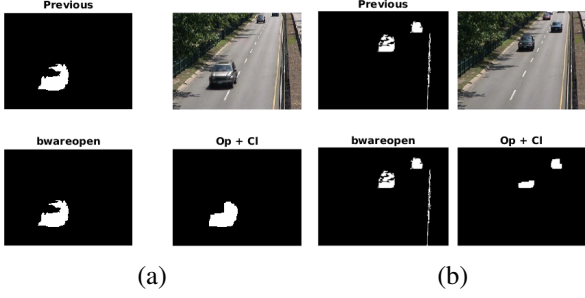 Previous
Previous
bwareopen
Op + Cl
bwareopen
Op + Cl
(a)
(b)